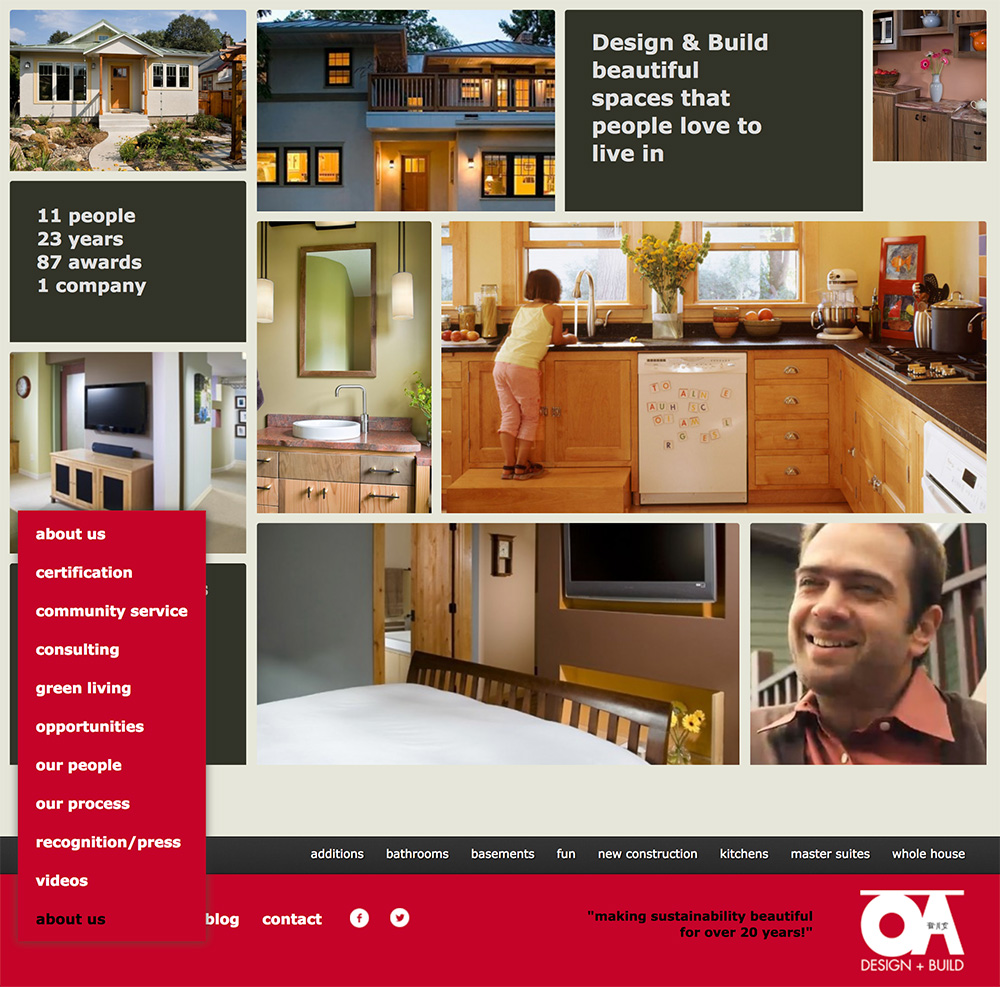 Design & Build
beautiful
spaces that
people love to
live in
11 people
23 years
87 awards
1 company
about us
certification
community service
consulting
green living
opportunities
our people
our process
recognition/press
videos
about us
additions bathrooms basements fun new construction kitchens master suites whole house
blog contact
"making sustainability beautiful
for over 20 years!"
OA
DESIGN + BUILD